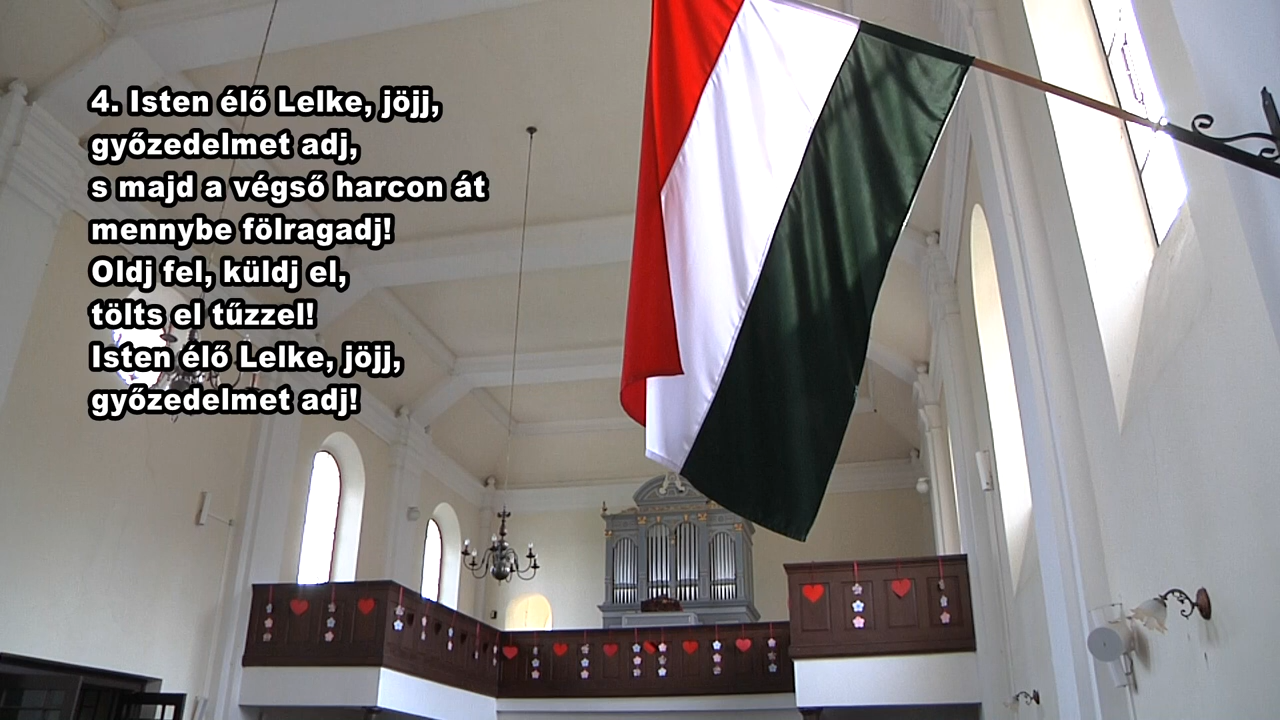 4. Isten élő Lelke, jöjj,
győzedelmet adj,
s majd a végső harcon át
mennybe fölragadj!
Oldj fel, küldj el,
tölts el tűzzel!
Isten élő Lelke, jöjj,
győzedelmet adj!